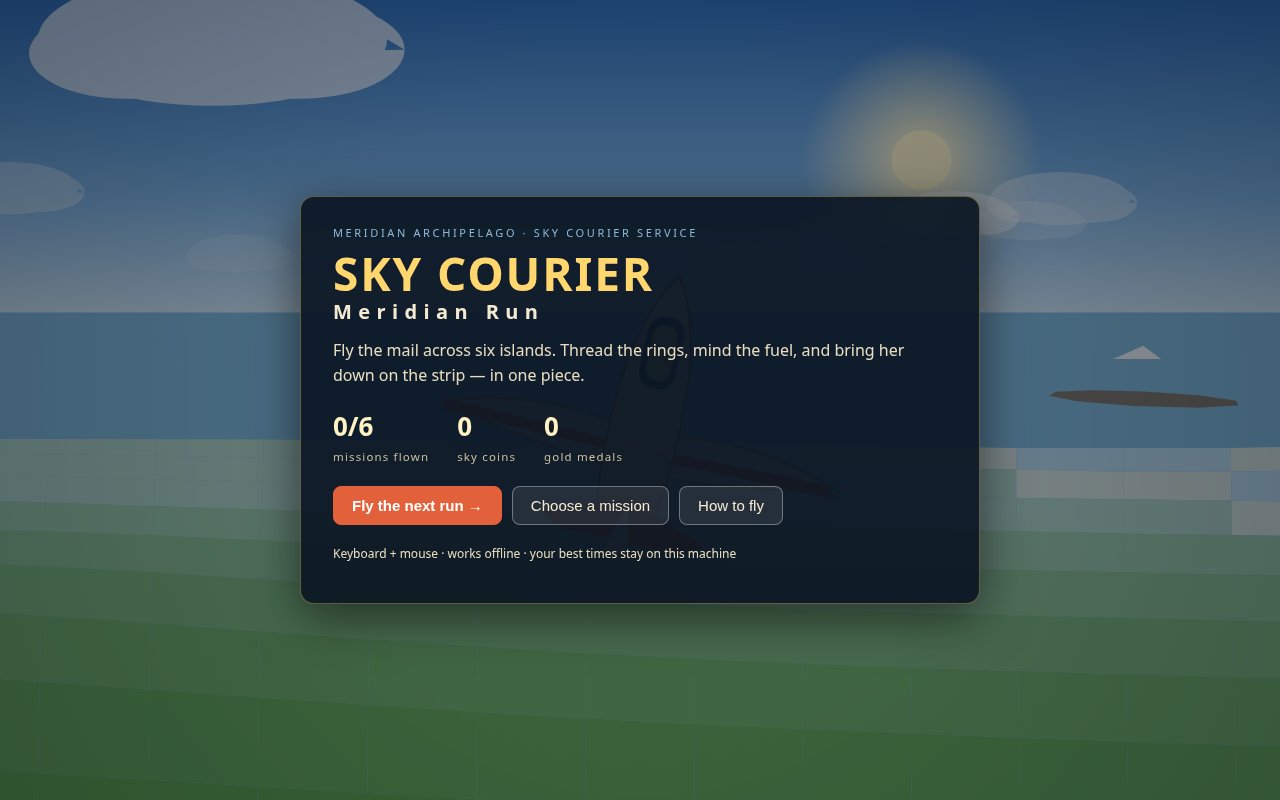 MERIDIAN ARCHIPELAGO · SKY COURIER SERVICE
SKY COURIER
Meridian Run
Fly the mail across six islands. Thread the rings, mind the fuel, and bring her
down on the strip — in one piece.
0/6 0 0
missions flown sky coins gold medals
Fly the next run → Choose a mission How to fly
Keyboard + mouse · works offline · your best times stay on this machine